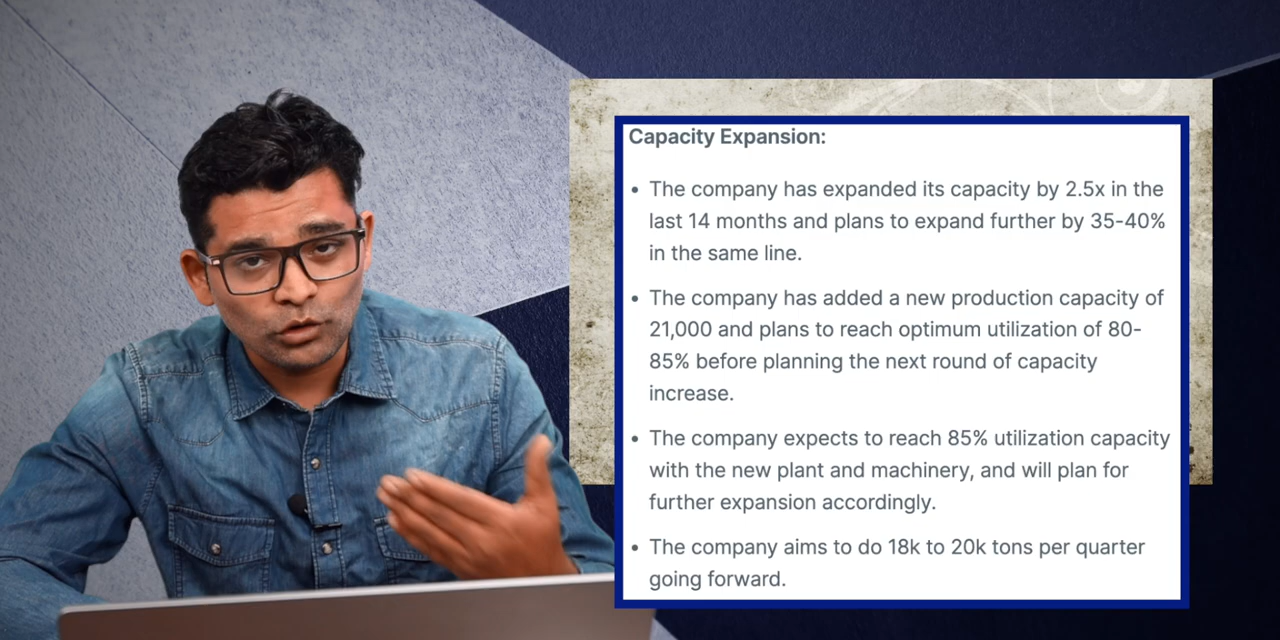 Capacity Expansion:
• The company has expanded its capacity by 2.5x in the
last 14 months and plans to expand further by 35-40%
in the same line.
• The company has added a new production capacity of
21,000 and plans to reach optimum utilization of 80-
85% before planning the next round of capacity
increase.
• The company expects to reach 85% utilization capacity
with the new plant and machinery, and will plan for
further expansion accordingly.
• The company aims to do 18k to 20k tons per quarter
going forward.